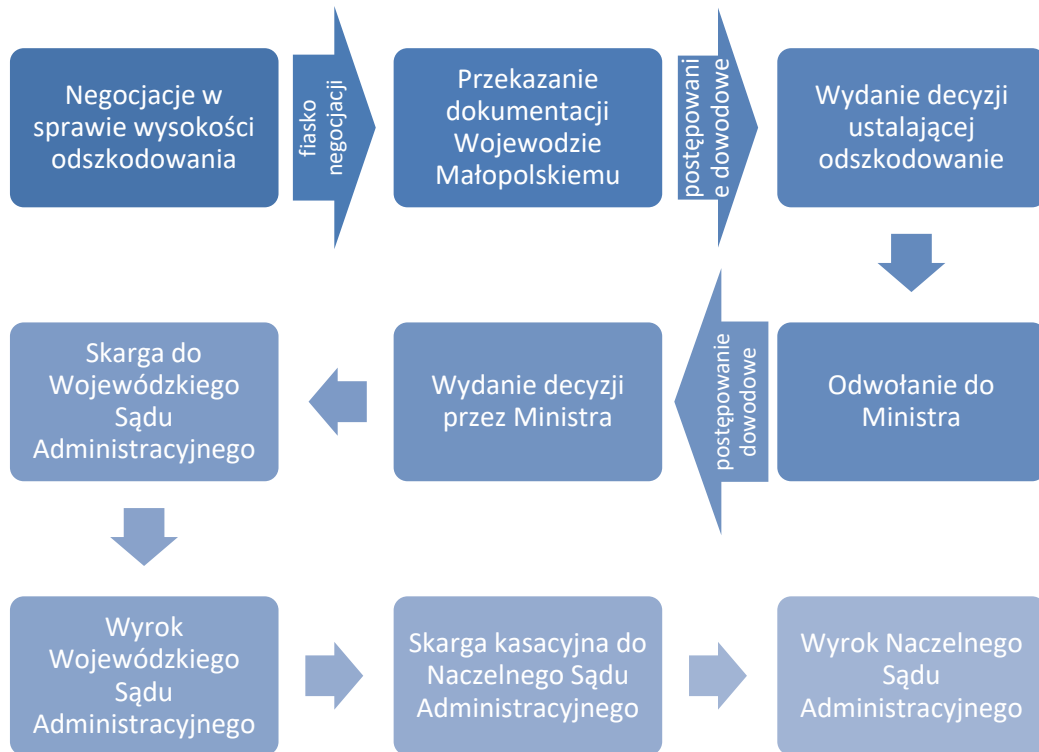 Negocjacje w
sprawie wysokości
odszkodowania
fiasko
negocjacji
Przekazanie
dokumentacji
Wojewodzie
Małopolskiemu
postępowani
e dowodowe
Wydanie decyzji
ustalającej
odszkodowanie
Odwołanie do
Ministra
postępowanie
dowodowe
Wydanie decyzji
przez Ministra
Skarga do
Wojewódzkiego
Sądu
Administracyjnego
Wyrok
Wojewódzkiego
Sądu
Administracyjnego
Skarga kasacyjna do
Naczelnego Sądu
Administracyjnego
Wyrok Naczelnego
Sądu
Administracyjnego